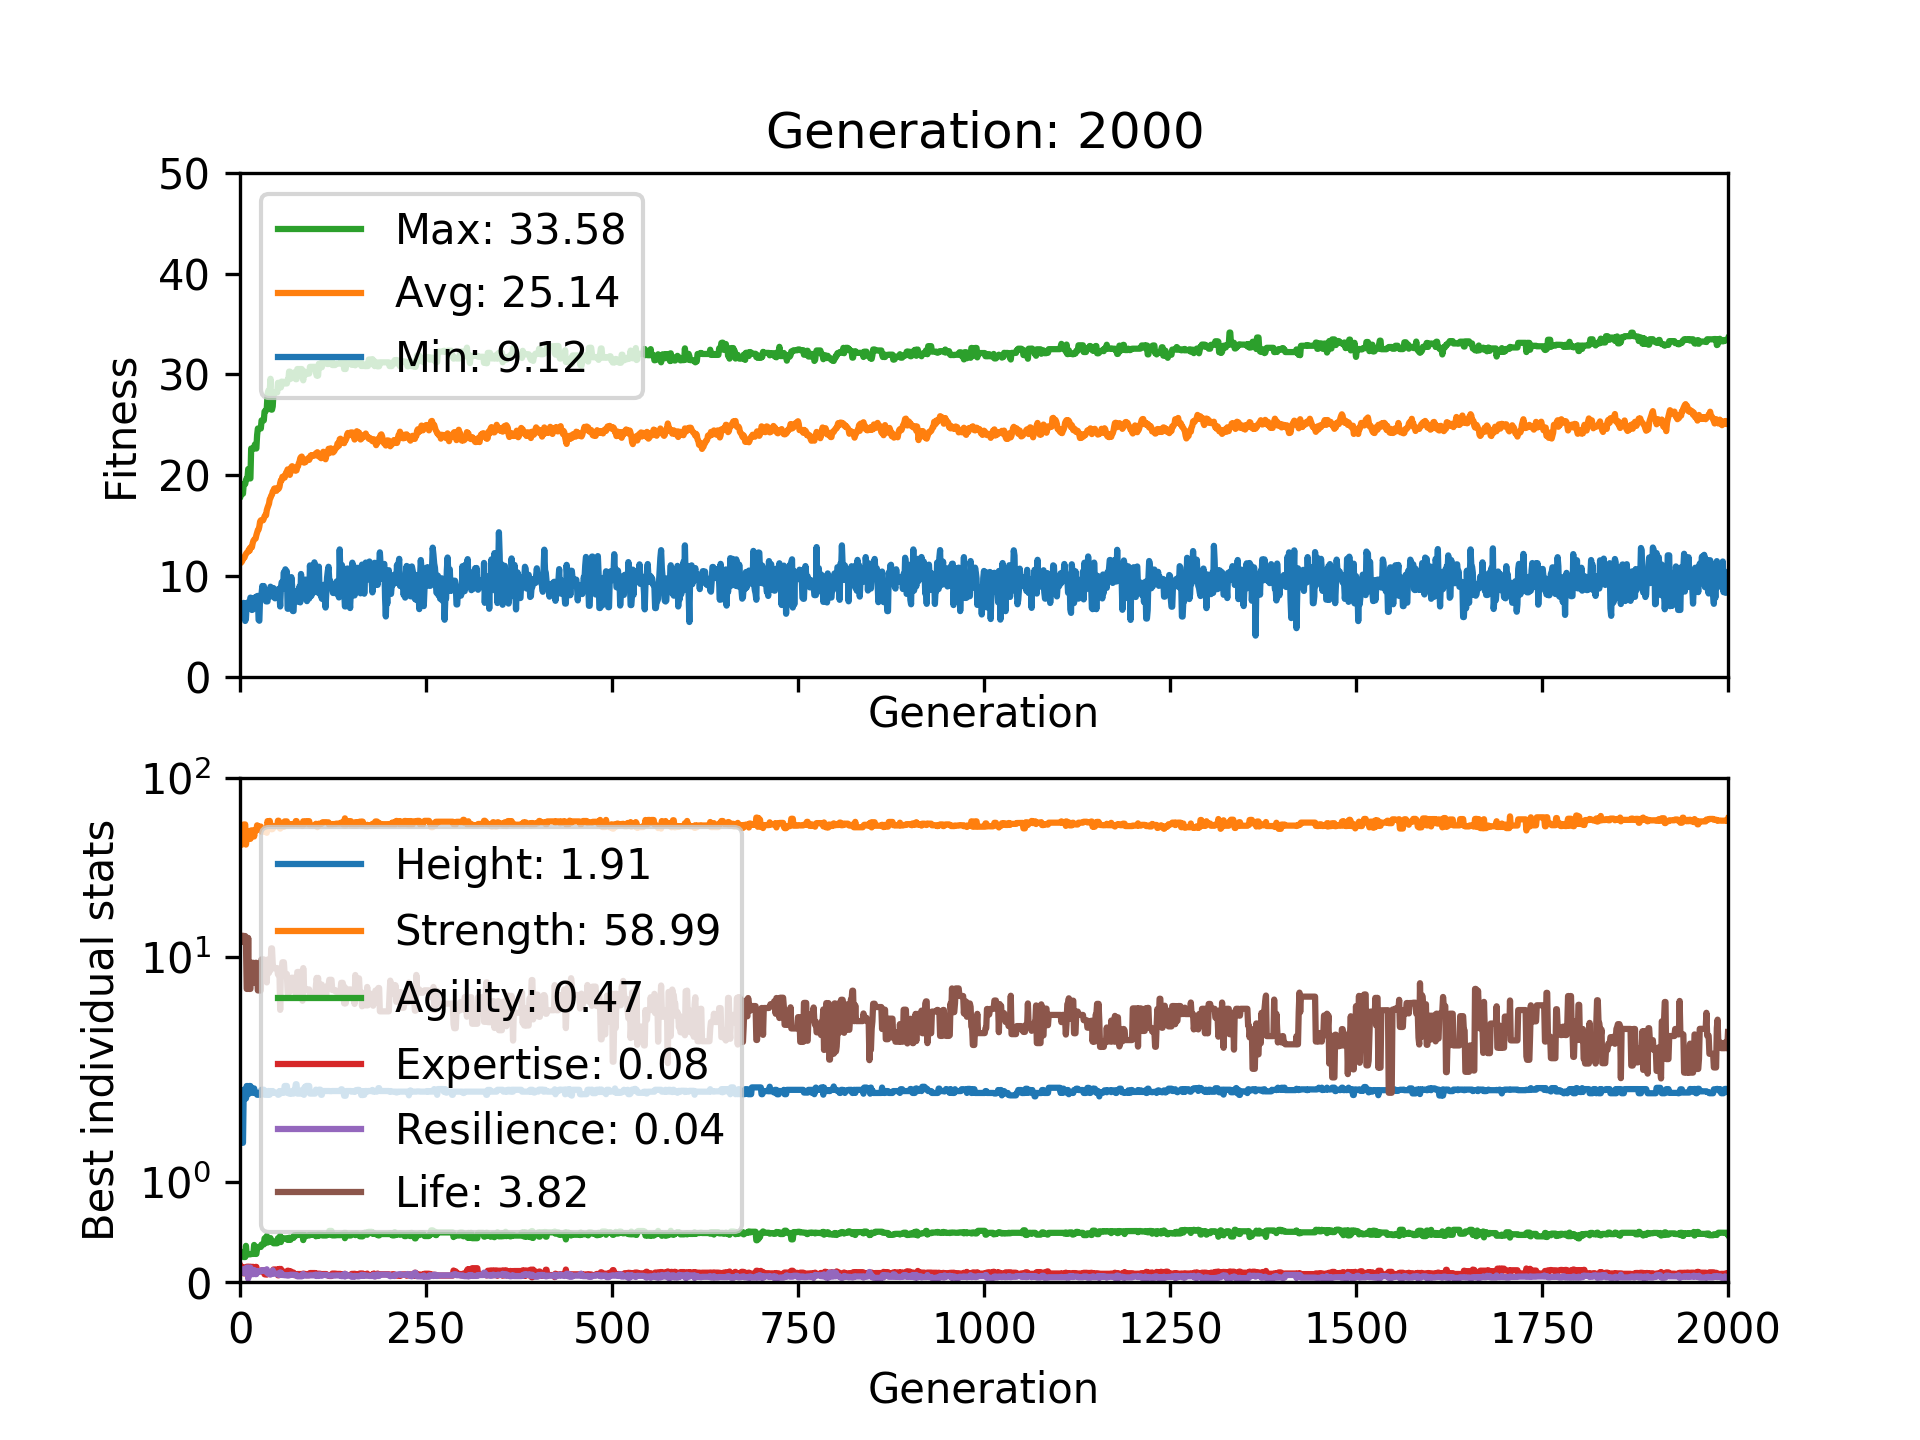 Generation: 2000
50
40
30
20
10
0
Fitness
Max: 33.58
Avg: 25.14
Min: 9.12
Generation
10²
10¹
10⁰
0
Best individual stats
Height: 1.91
Strength: 58.99
Agility: 0.47
Expertise: 0.08
Resilience: 0.04
Life: 3.82
0 250 500 750 1000 1250 1500 1750 2000
Generation